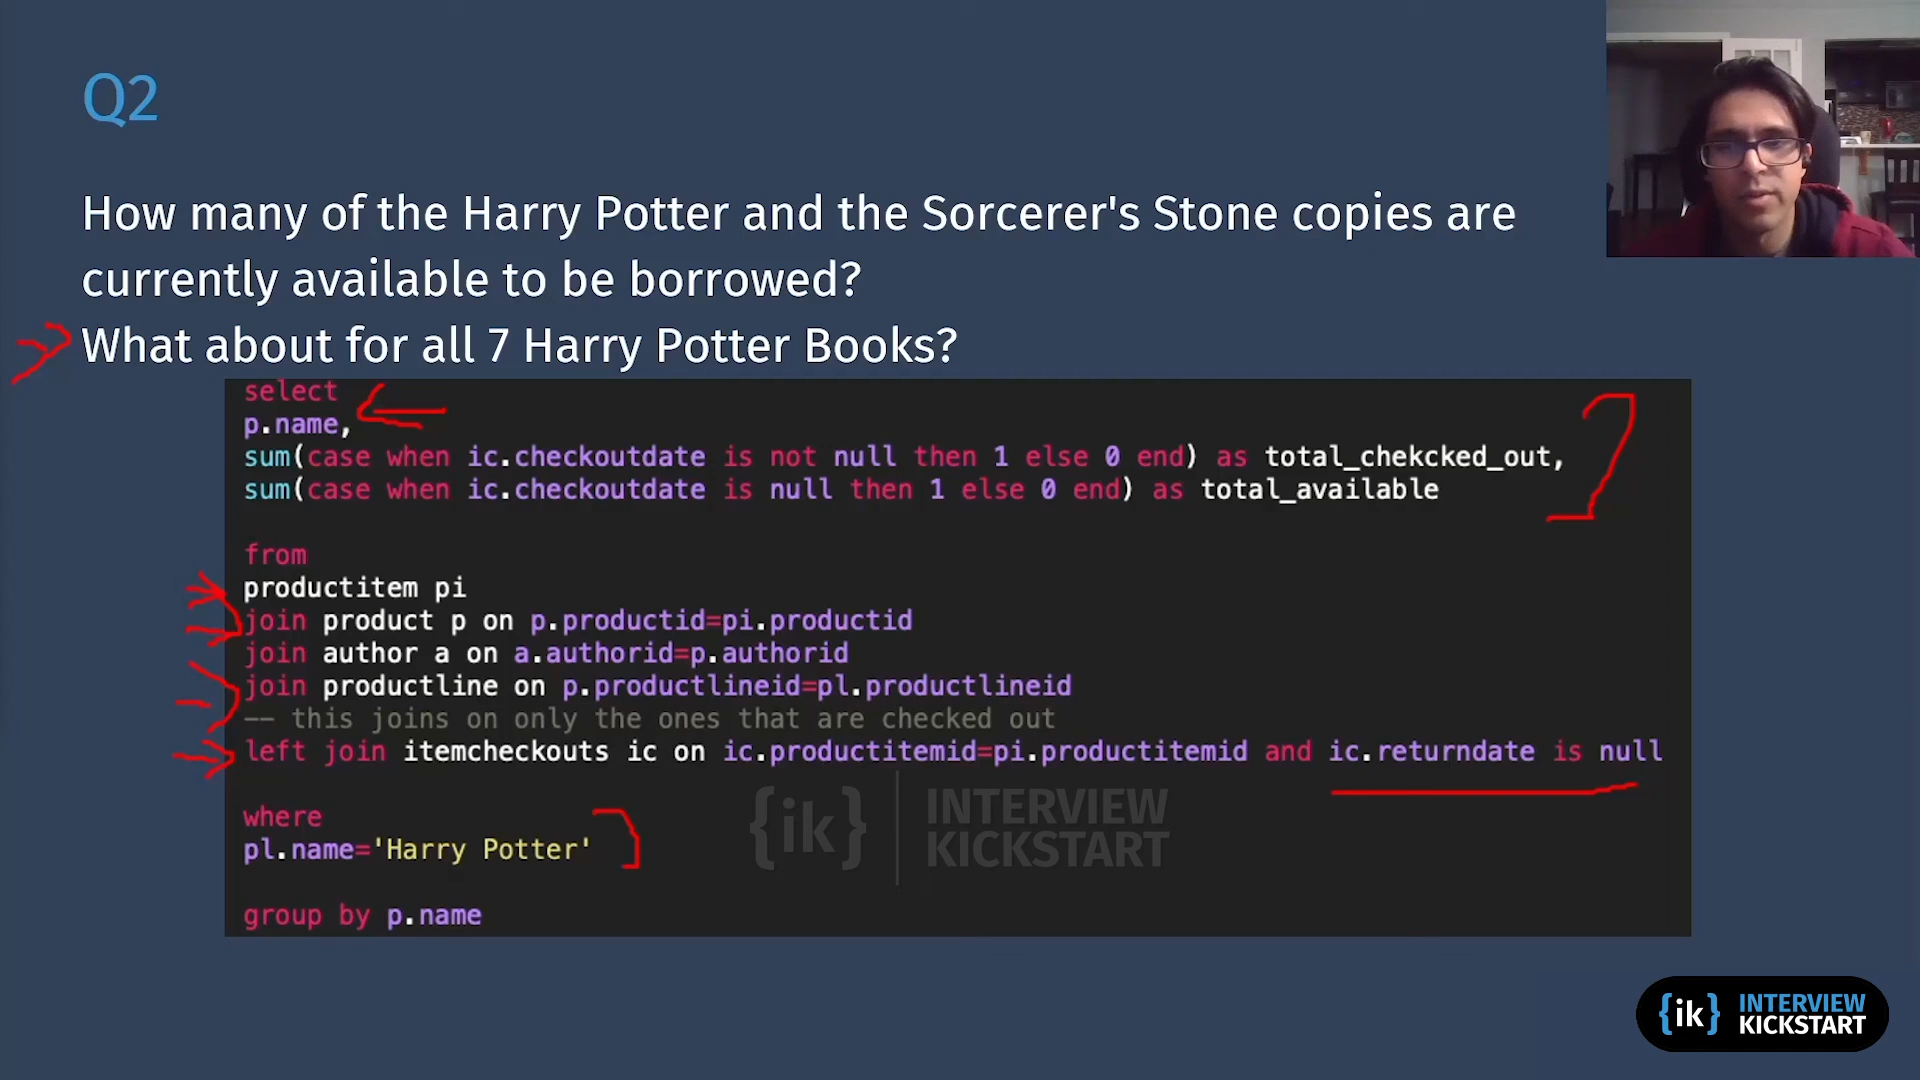 Q2
How many of the Harry Potter and the Sorcerer's Stone copies are
currently available to be borrowed?
What about for all 7 Harry Potter Books?
select
p.name,
sum(case when ic.checkoutdate is not null then 1 else 0 end) as total_chekcked_out,
sum(case when ic.checkoutdate is null then 1 else 0 end) as total_available
from
productitem pi
join product p on p.productid=pi.productid
join author a on a.authorid=p.authorid
join productline on p.productlineid=pl.productlineid
-- this joins on only the ones that are checked out
left join itemcheckouts ic on ic.productitemid=pi.productitemid and ic.returndate is null
where
pl.name='Harry Potter'
group by p.name
{ik} INTERVIEW
KICKSTART
{ik} INTERVIEW
KICKSTART